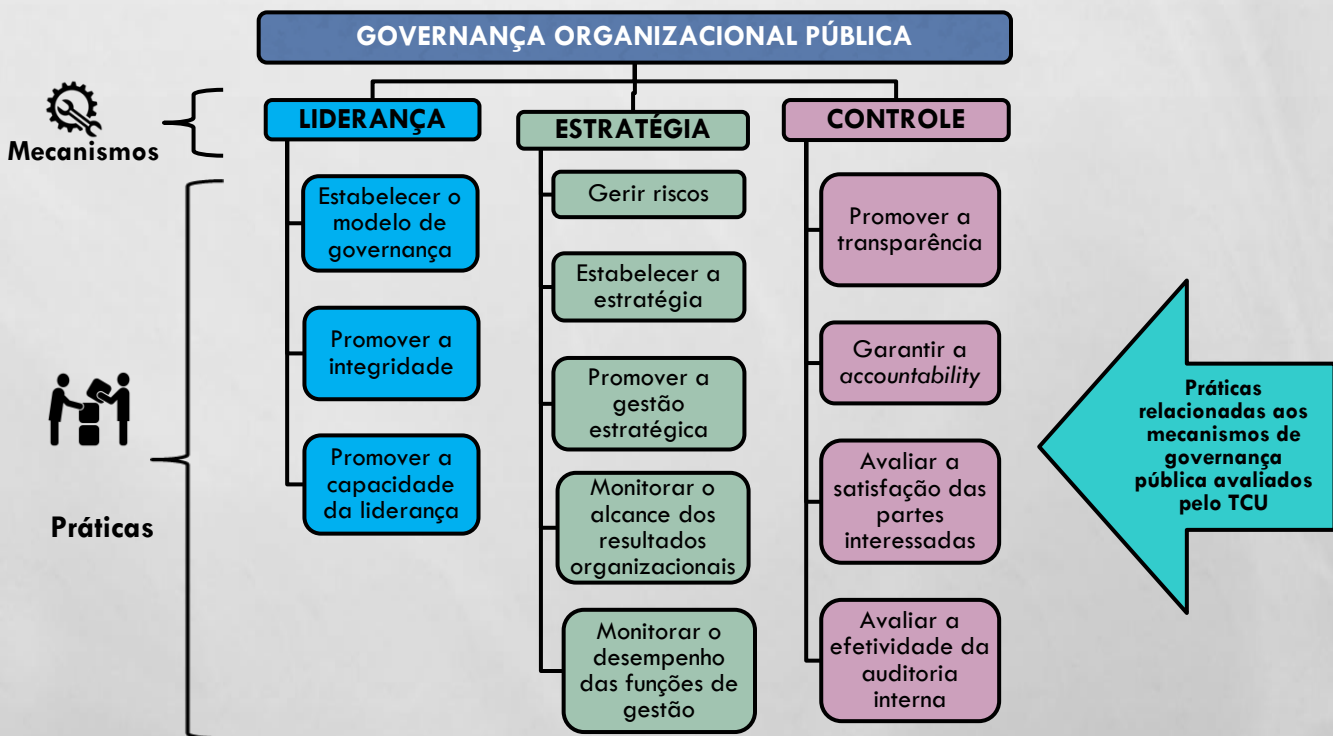 GOVERNANÇA ORGANIZACIONAL PÚBLICA
Mecanismos
LIDERANÇA
ESTRATÉGIA
CONTROLE
Práticas
Estabelecer o
modelo de
governança
Promover a
integridade
Promover a
capacidade
da liderança
Gerir riscos
Estabelecer a
estratégia
Promover a
gestão
estratégica
Monitorar o
alcance dos
resultados
organizacionais
Monitorar o
desempenho
das funções de
gestão
Promover a
transparência
Garantir a
accountability
Avaliar a
satisfação das
partes
interessadas
Avaliar a
efetividade da
auditoria
interna
Práticas
relacionadas aos
mecanismos de
governança
pública avaliados
pelo TCU